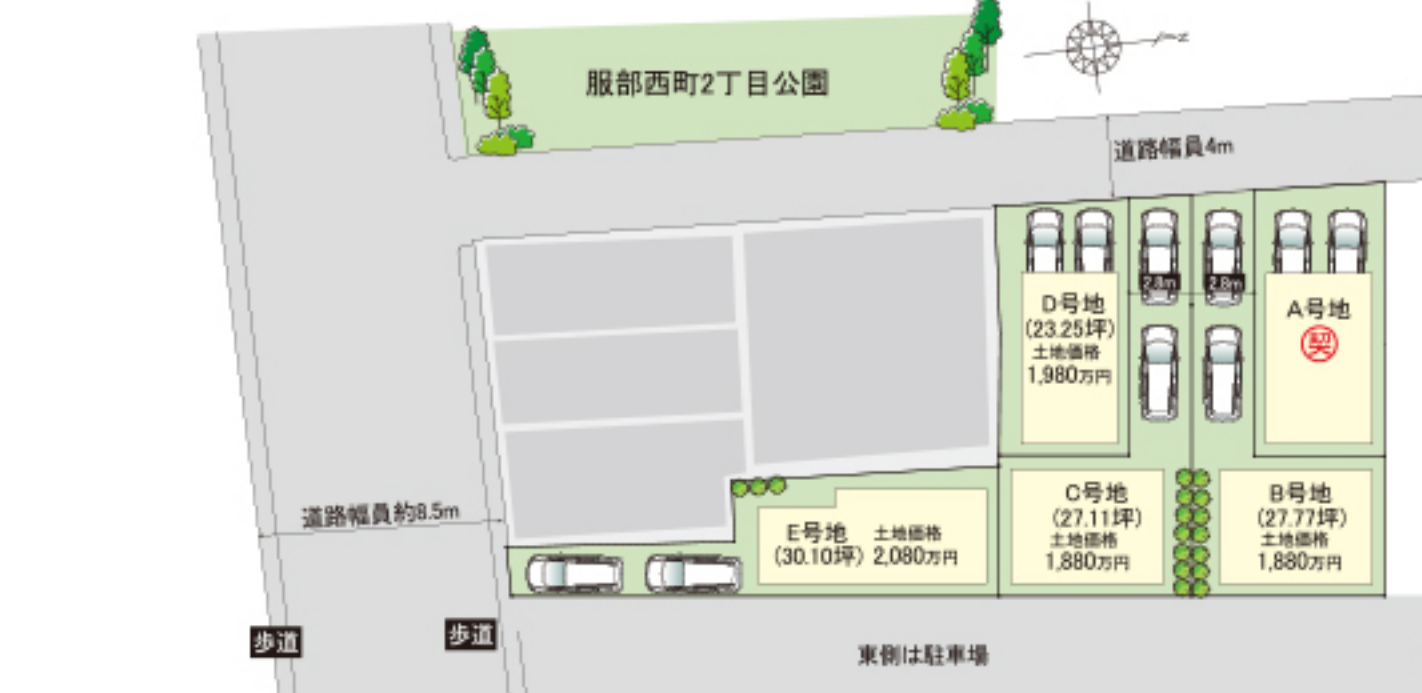 服部西町2丁目公園
道路幅員4m
2.8m
2.8m
D号地
(23.25坪)
土地価格
1,980万円
A号地
契
道路幅員約8.5m
E号地 土地価格
(30.10坪) 2,080万円
C号地
(27.11坪)
土地価格
1,880万円
B号地
(27.77坪)
土地価格
1,880万円
歩道
歩道
東側は駐車場